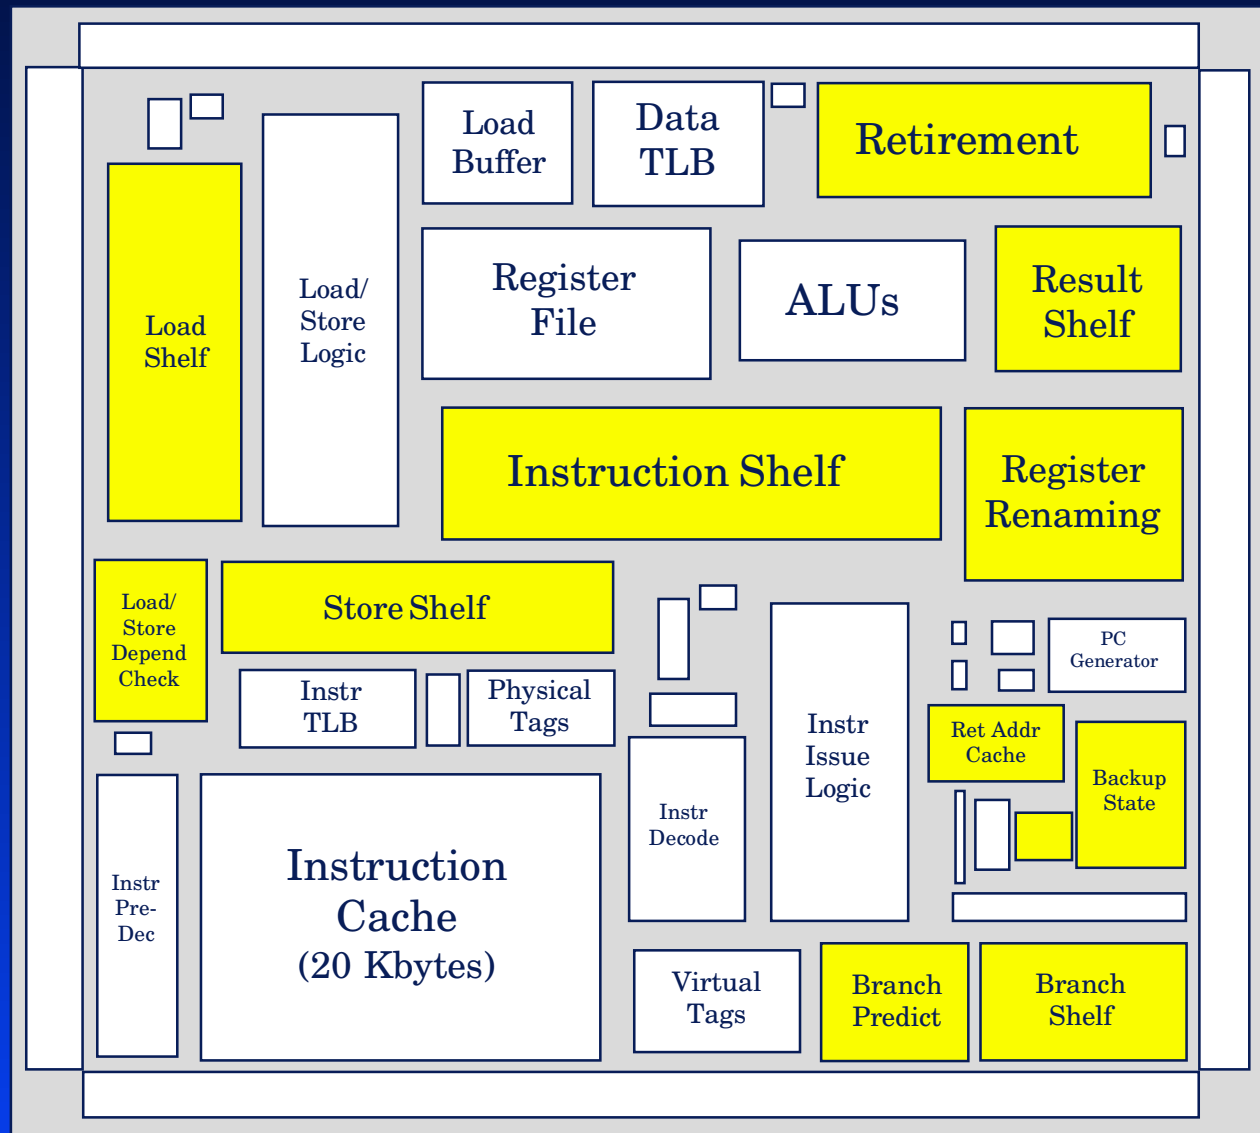 Load
Buffer
Data
TLB
Retirement
Load
Shelf
Load/
Store
Logic
Register
File
ALUs
Result
Shelf
Instruction Shelf
Register
Renaming
Load/
Store
Depend
Check
Store Shelf
Instr
TLB
Physical
Tags
Instr
Issue
Logic
PC
Generator
Ret Addr
Cache
Backup
State
Instr
Decode
Instr
Pre-
Dec
Instruction
Cache
(20 Kbytes)
Virtual
Tags
Branch
Predict
Branch
Shelf